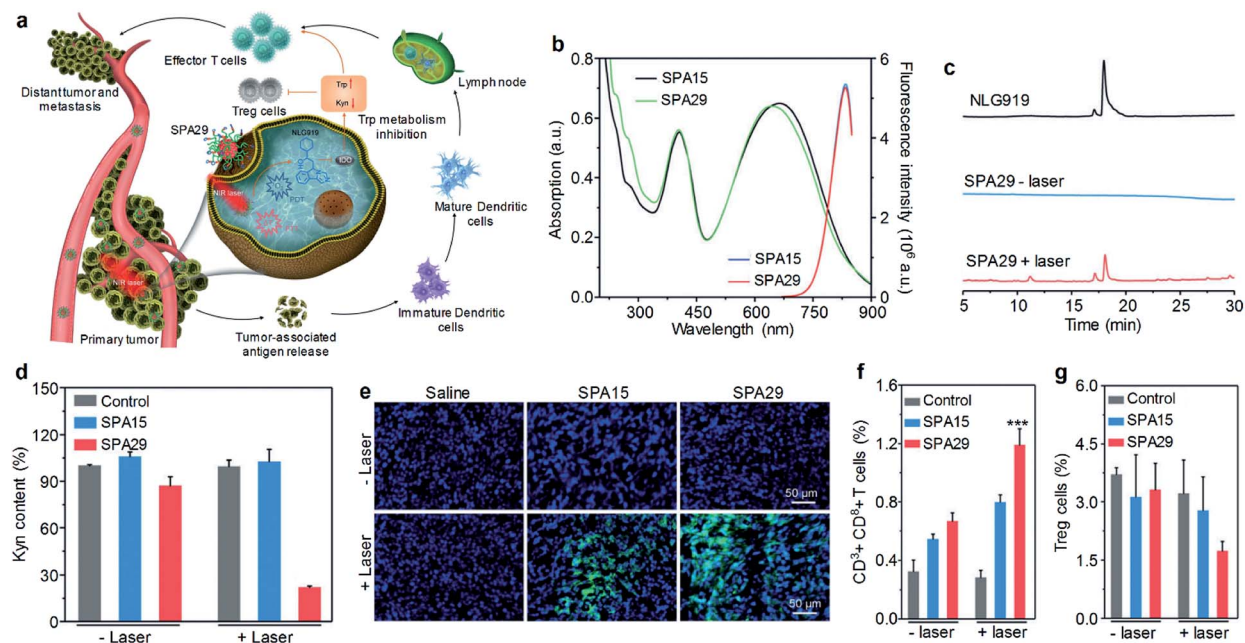 a
Effector T cells
Distant tumor and
metastasis
Treg cells
Trp
Kyn
Trp metabolism
inhibition
Lymph node
SPA29
NLG919
IDO
NIR laser
PDT
Mature Dendritic
cells
NIR laser
Immature Dendritic
cells
Primary tumor
Tumor-associated
antigen release
b
SPA15
SPA29
SPA15
SPA29
Absorption (a.u.)
0.8
0.6
0.4
0.2
0.0
300 450 600 750 900
Wavelength (nm)
6
4
2
0
Fluorescence intensity (10⁶ a.u.)
c
NLG919
SPA29 - laser
SPA29 + laser
5 10 15 20 25 30
Time (min)
d
Kyn content (%)
150
120
90
60
30
0
Control
SPA15
SPA29
- Laser + Laser
e
Saline SPA15 SPA29
- Laser
50 µm
+ Laser
50 µm
f
CD³+ CD⁸+ T cells (%)
1.6
1.2
0.8
0.4
0.0
Control
SPA15
SPA29
***
- laser + laser
g
Treg cells (%)
6.0
4.5
3.0
1.5
0.0
Control
SPA15
SPA29
- laser + laser